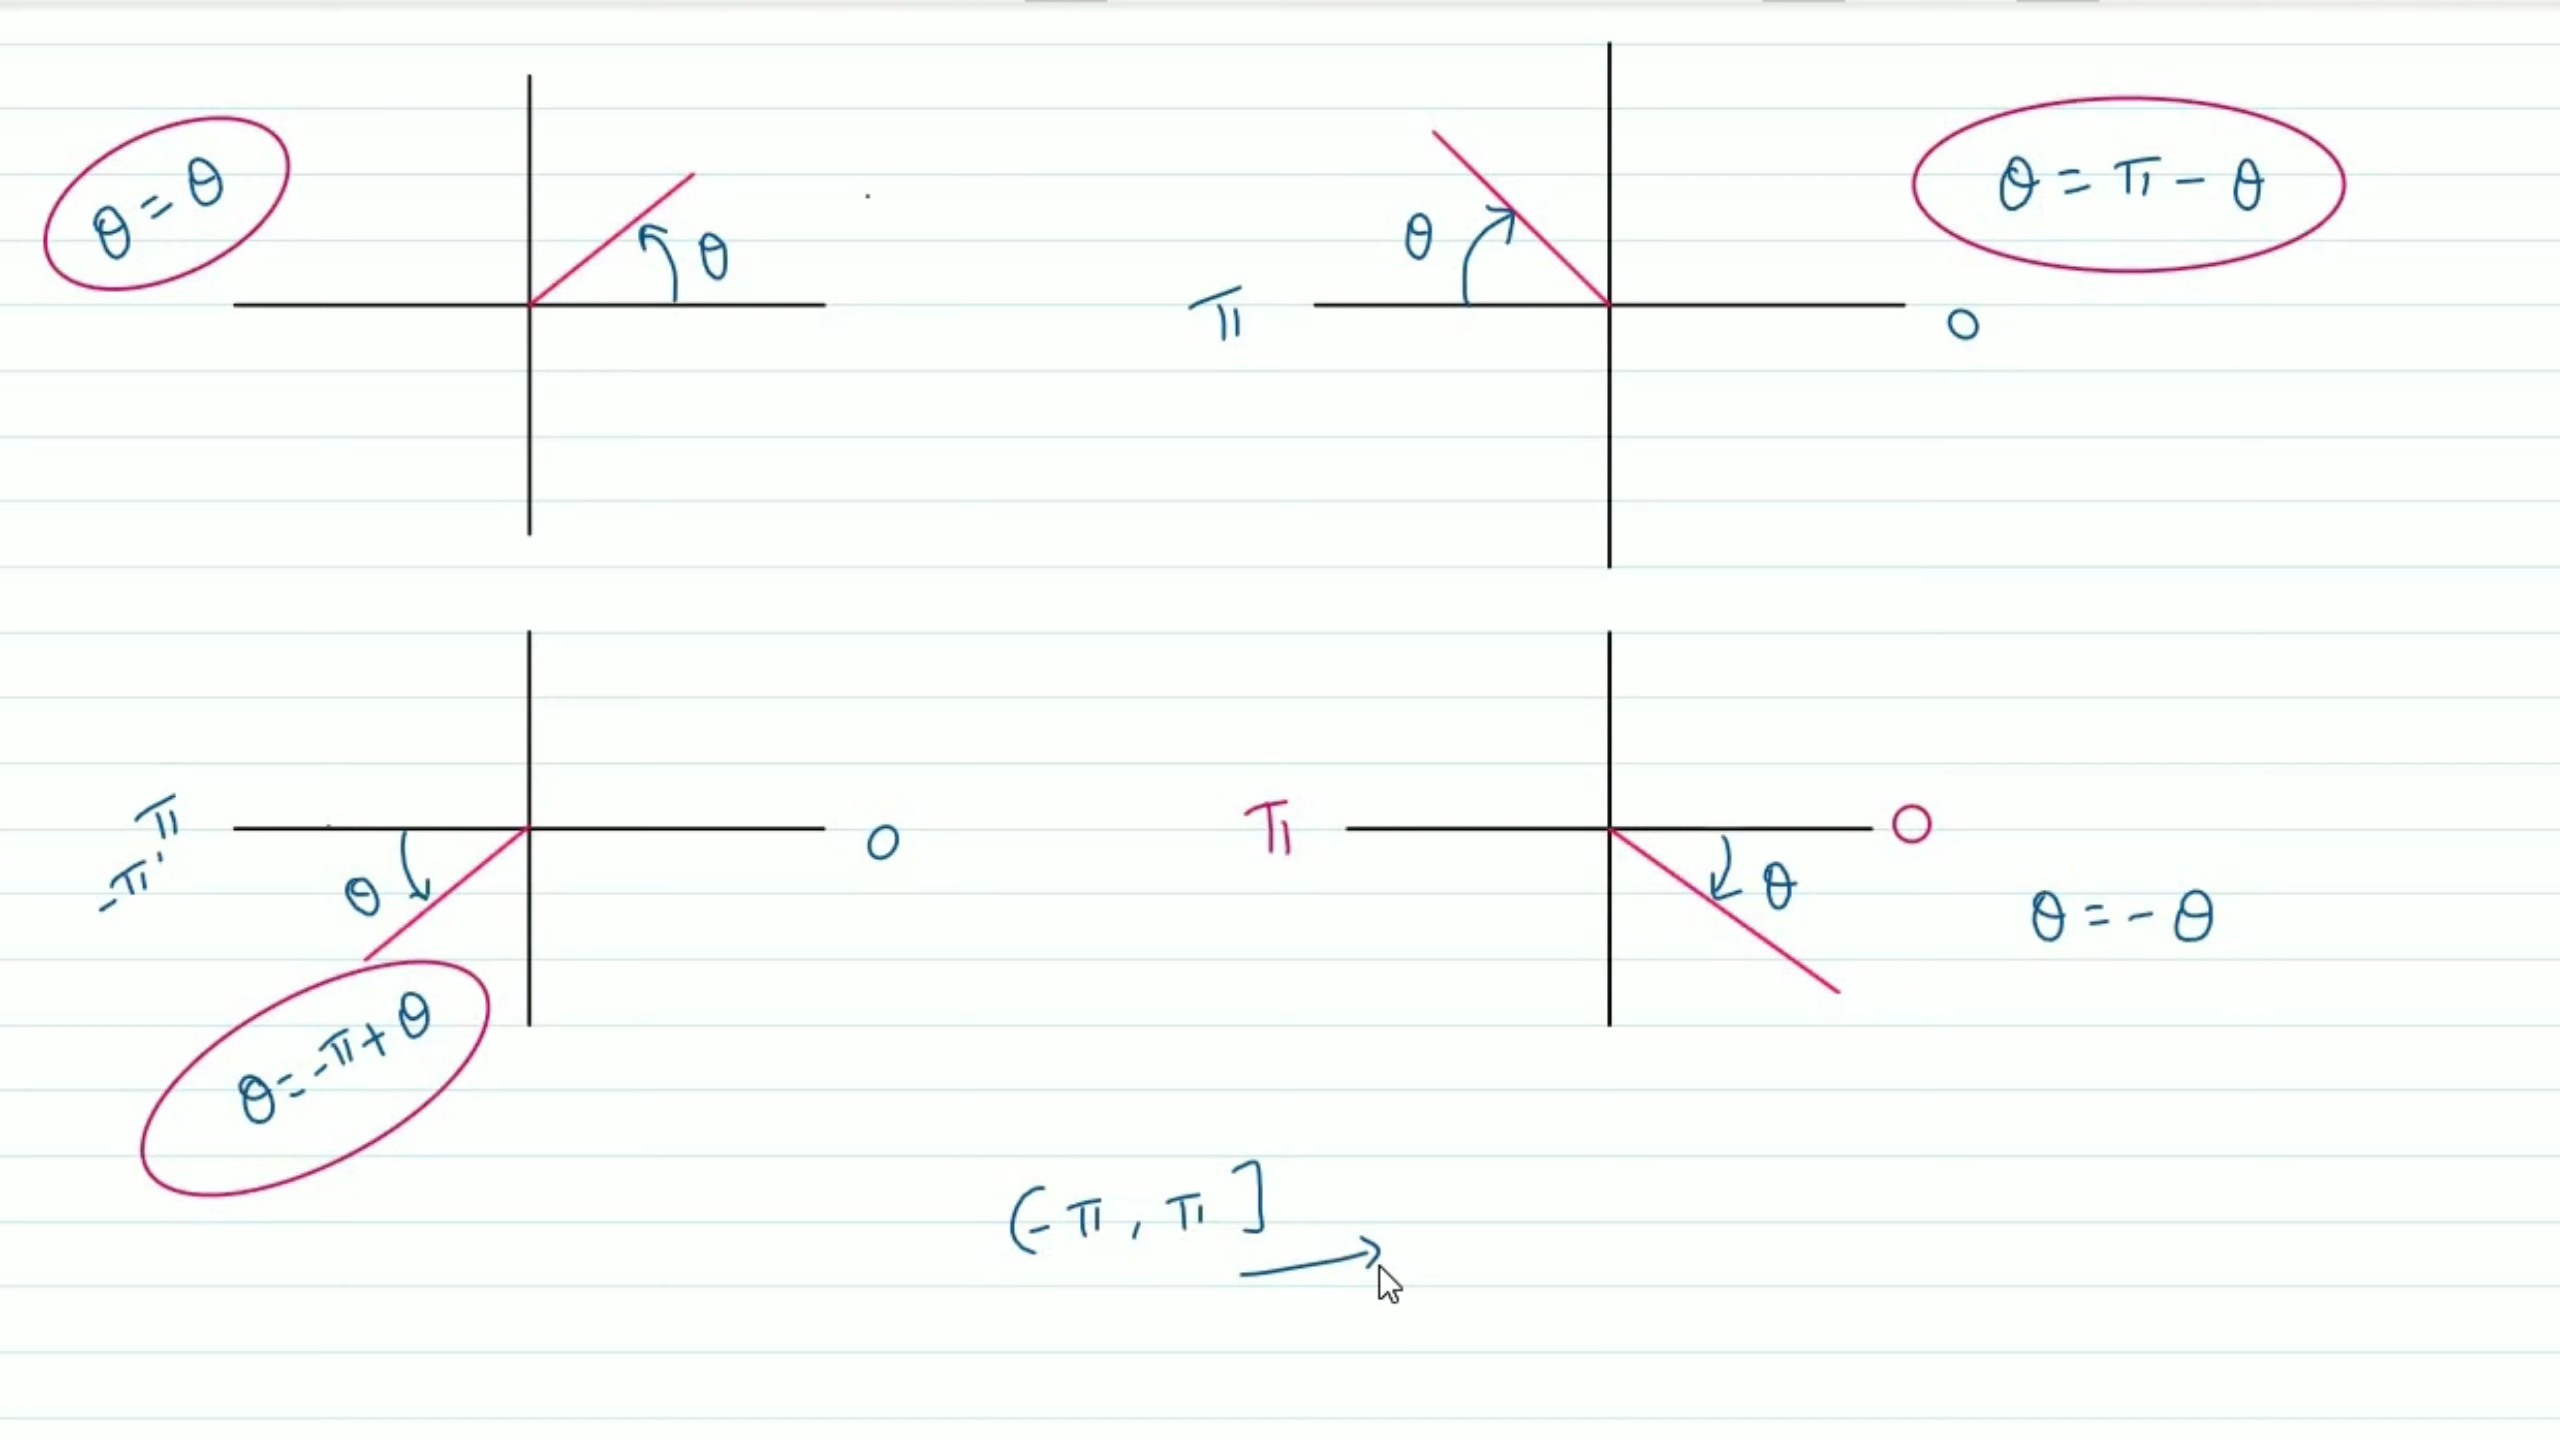 θ = θ
θ
θ = π - θ
θ
π
0
π
-π
θ
0
π
0
θ
θ = - θ
θ = -π + θ
(-π, π]